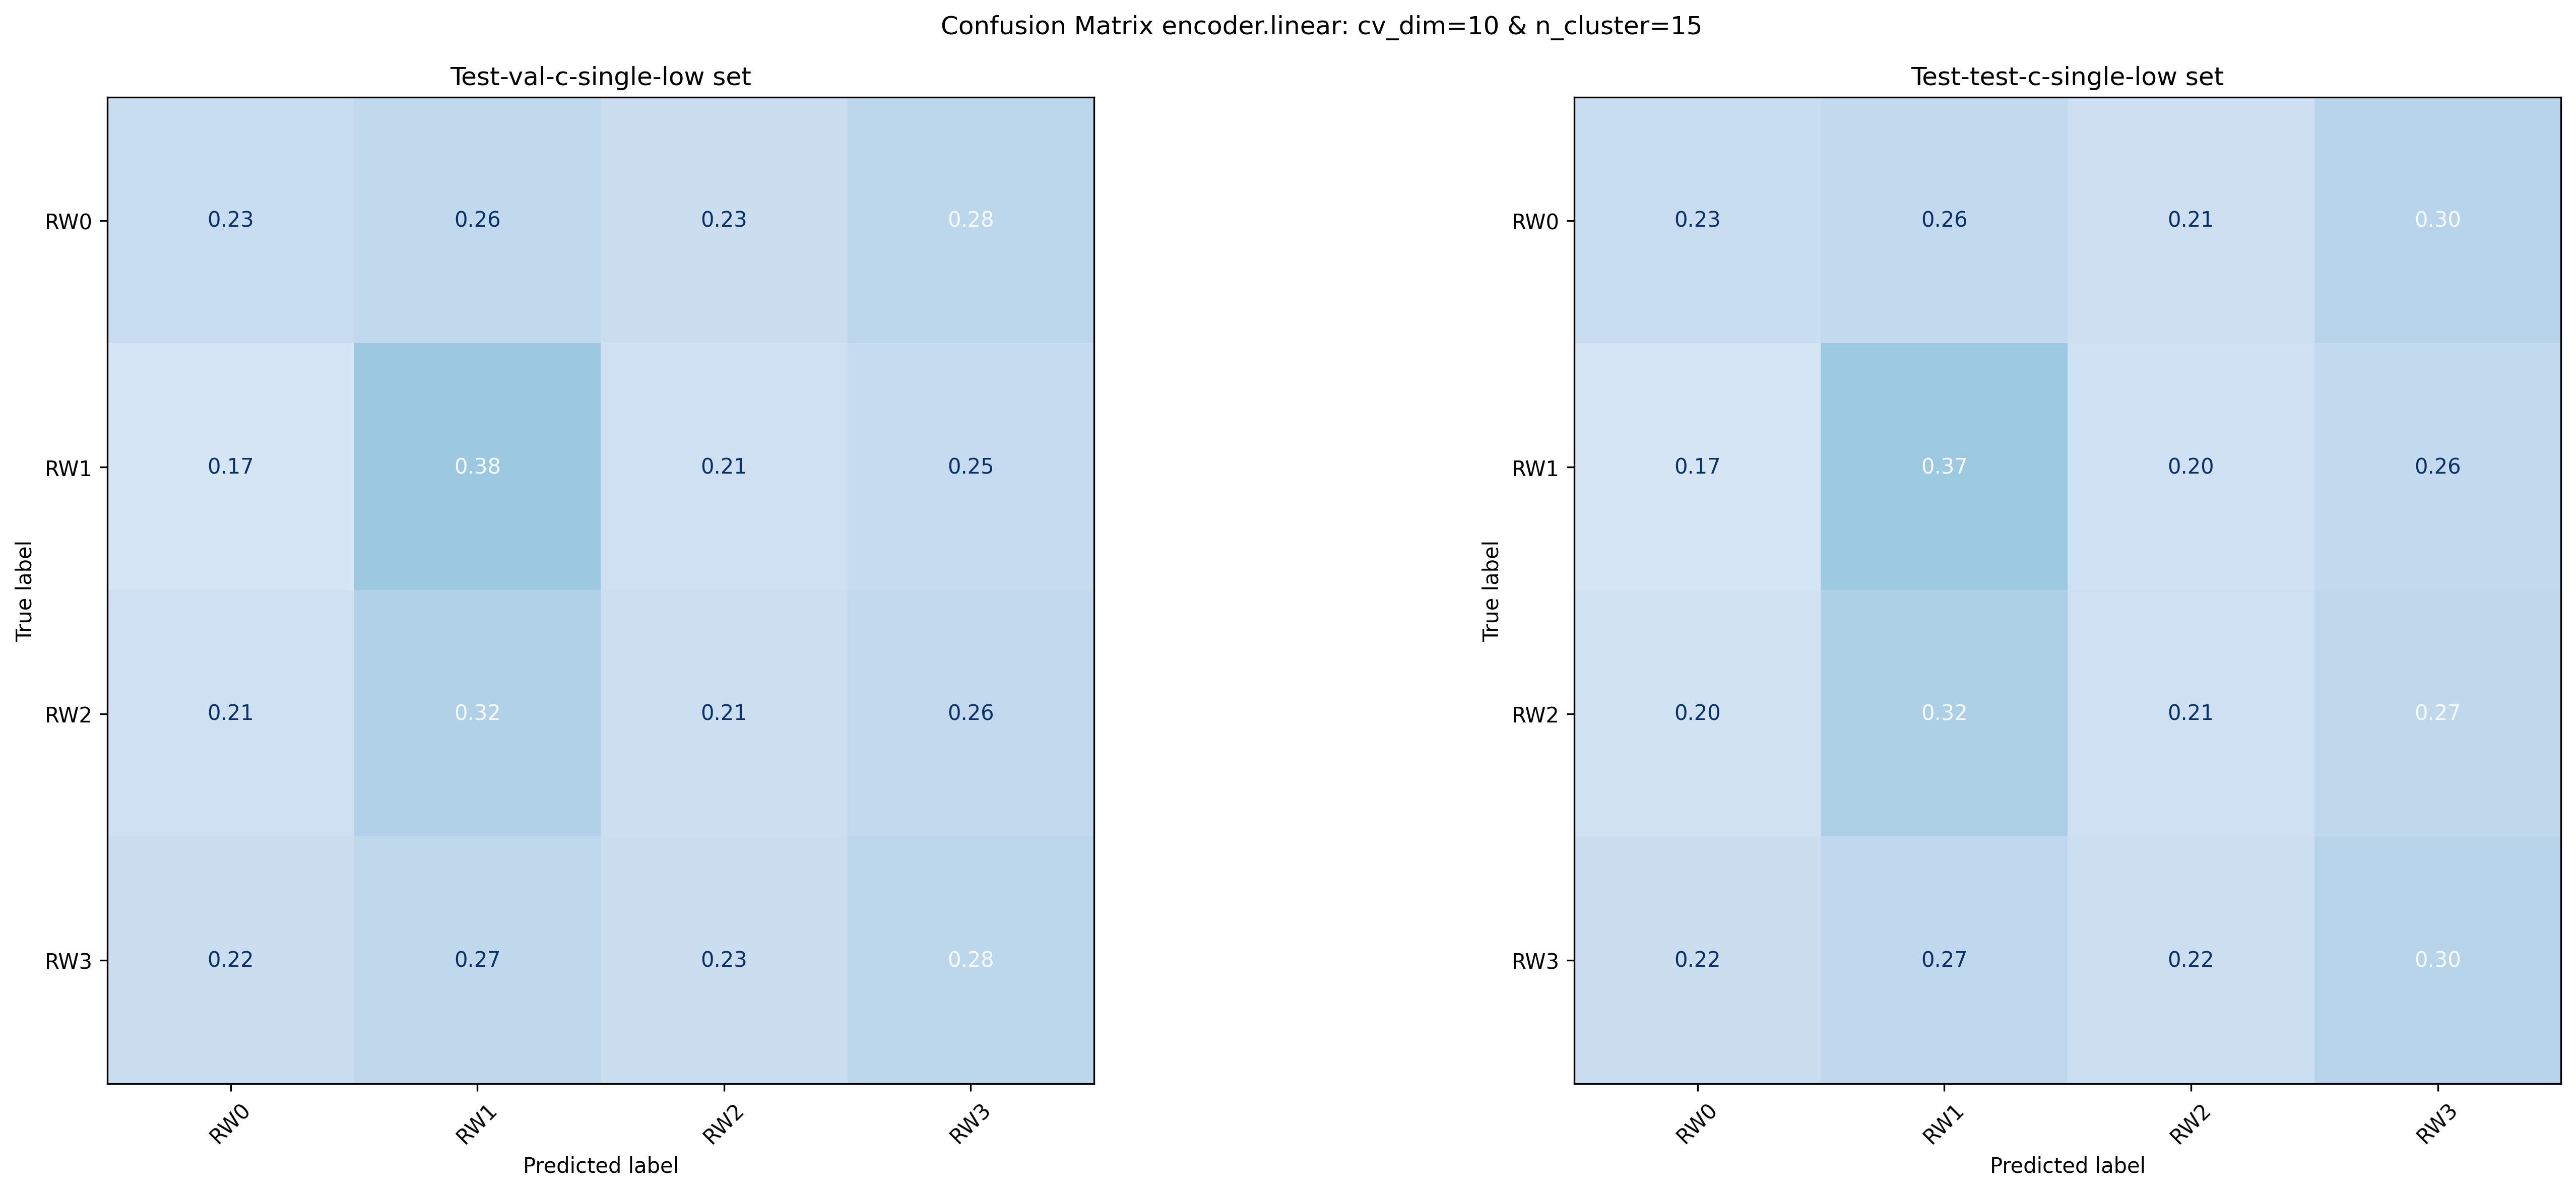 Confusion Matrix encoder.linear: cv_dim=10 & n_cluster=15
Test-val-c-single-low set
True label
RW0 0.23 0.26 0.23 0.28
RW1 0.17 0.38 0.21 0.25
RW2 0.21 0.32 0.21 0.26
RW3 0.22 0.27 0.23 0.28
RW0 RW1 RW2 RW3
Predicted label
Test-test-c-single-low set
True label
RW0 0.23 0.26 0.21 0.30
RW1 0.17 0.37 0.20 0.26
RW2 0.20 0.32 0.21 0.27
RW3 0.22 0.27 0.22 0.30
RW0 RW1 RW2 RW3
Predicted label